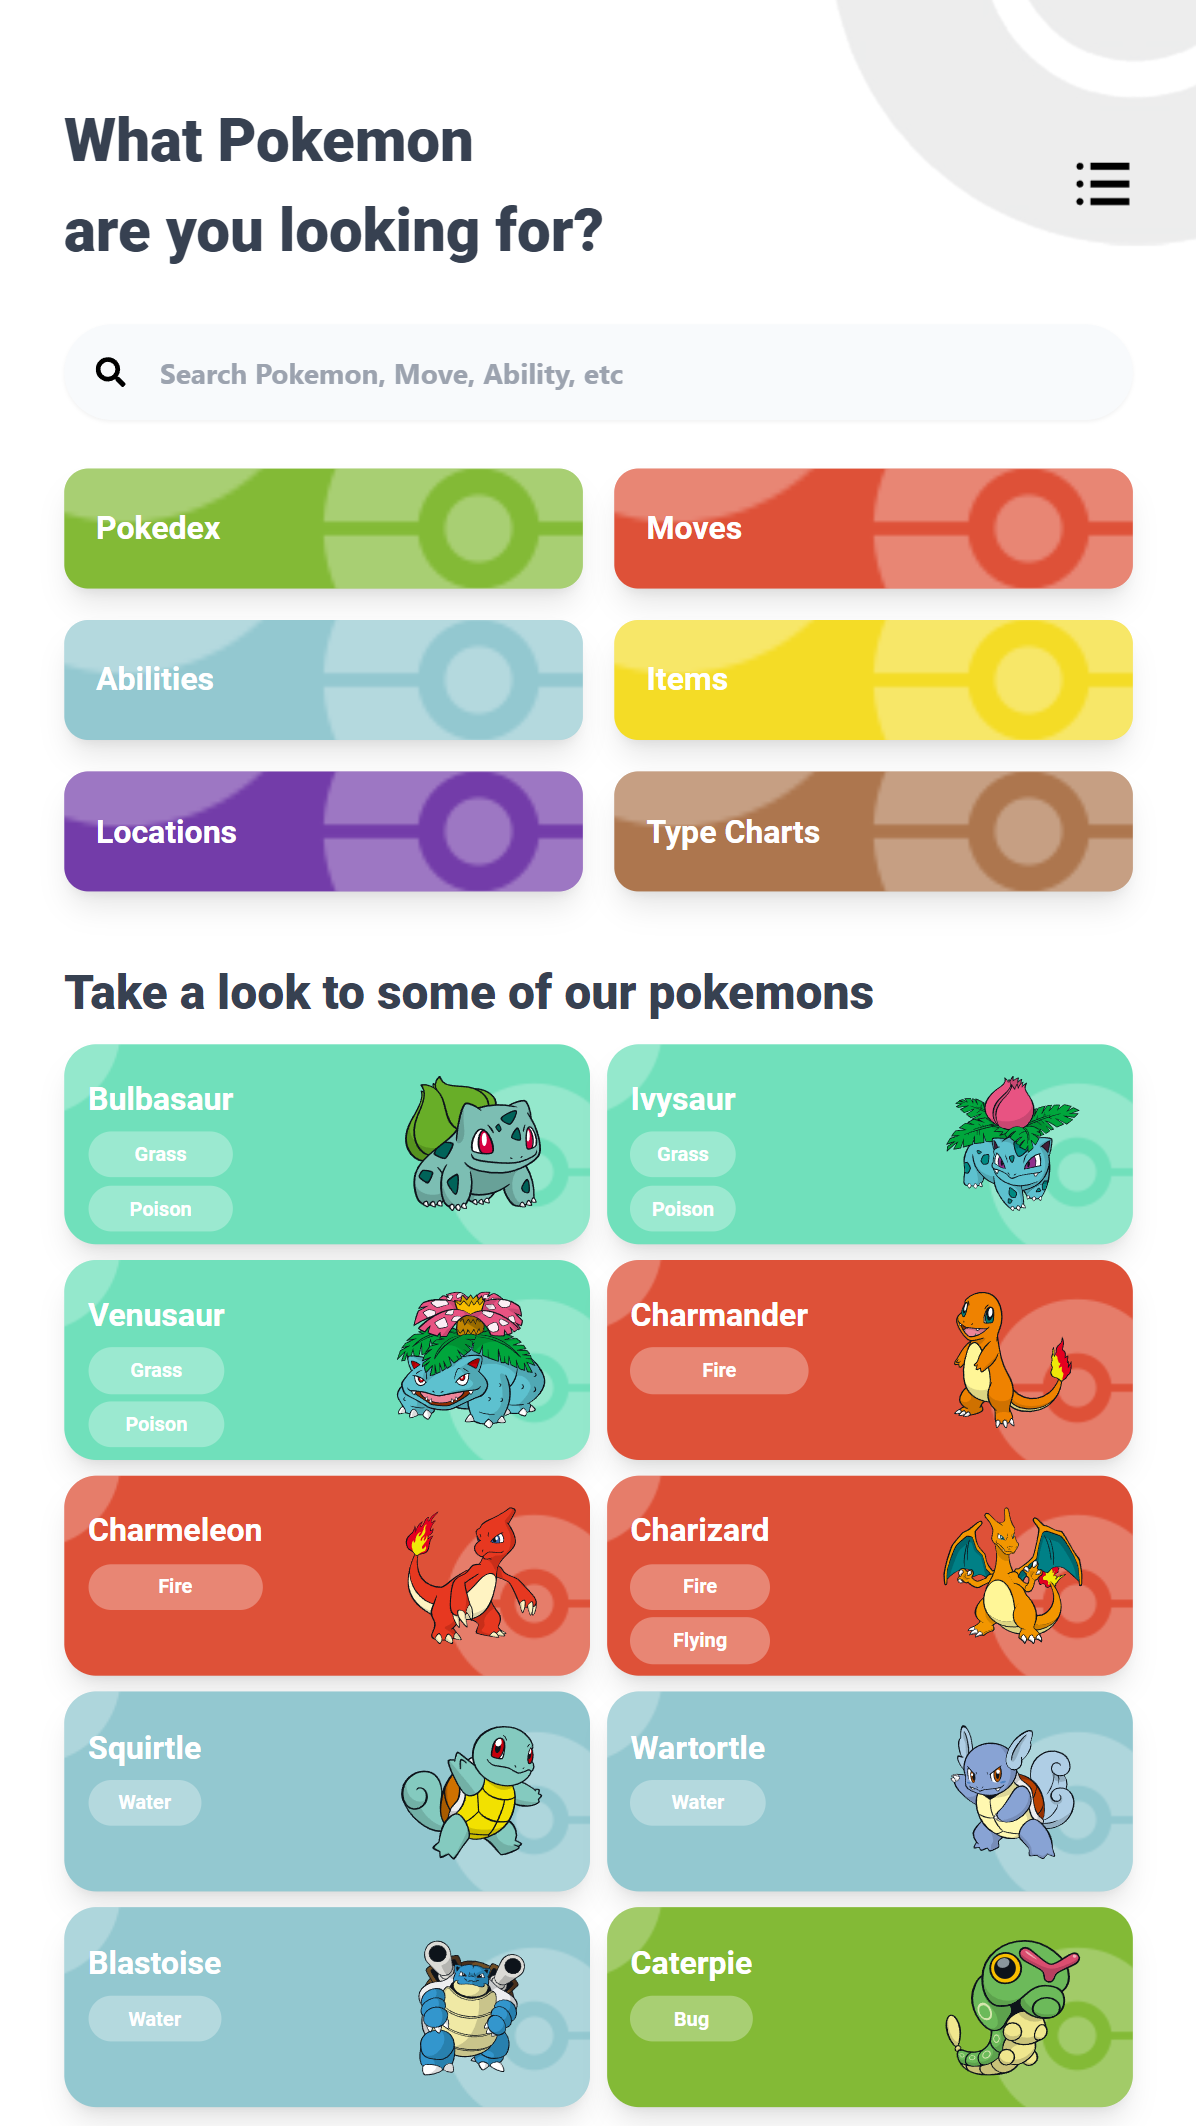 What Pokemon
are you looking for?
Search Pokemon, Move, Ability, etc
Pokedex
Moves
Abilities
Items
Locations
Type Charts
Take a look to some of our pokemons
Bulbasaur
Grass
Poison
Ivysaur
Grass
Poison
Venusaur
Grass
Poison
Charmander
Fire
Charmeleon
Fire
Charizard
Fire
Flying
Squirtle
Water
Wartortle
Water
Blastoise
Water
Caterpie
Bug